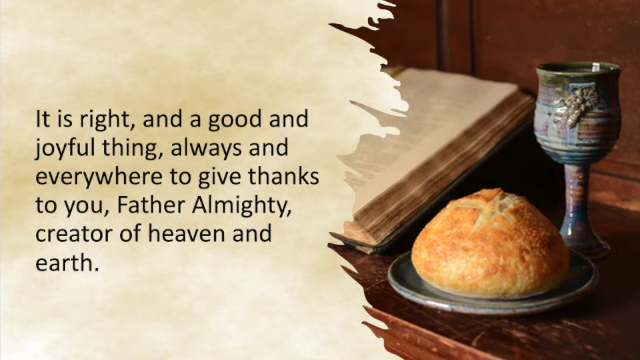 It is right, and a good and
joyful thing, always and
everywhere to give thanks
to you, Father Almighty,
creator of heaven and
earth.